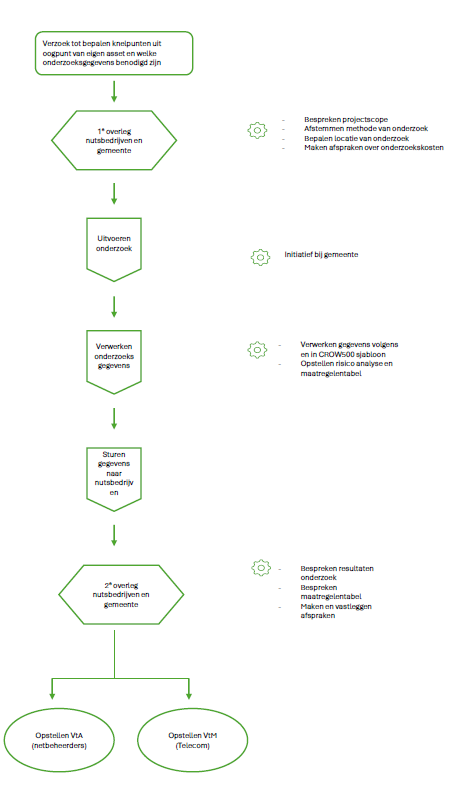 Verzoek tot bepalen knelpunten uit
oogpunt van eigen asset en welke
onderzoeksgegevens benodigd zijn
1ᵉ overleg
nutsbedrijven en
gemeente
- Bespreken projectscope
- Afstemmen methode van onderzoek
- Bepalen locatie van onderzoek
- Maken afspraken over onderzoekskosten
Uitvoeren
onderzoek
Initiatief bij gemeente
Verwerken
onderzoeks
gegevens
- Verwerken gegevens volgens
en in CROW500 sjabloon
- Opstellen risico analyse en
maatregelentabel
Sturen
gegevens
naar
nutsbedrijv
en
2ᵉ overleg
nutsbedrijven en
gemeente
- Bespreken resultaten
onderzoek
- Bespreken
maatregelentabel
- Maken en vastleggen
afspraken
Opstellen VtA
(netbeheerders)
Opstellen VtM
(Telecom)